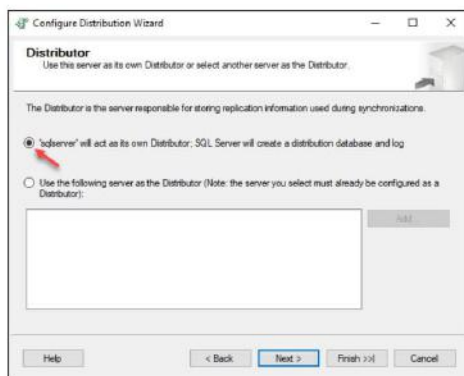 Configure Distribution Wizard
Distributor
Use this server as its own Distributor or select another server as the Distributor.
The Distributor is the server responsible for storing replication information used during synchronizations.
'sqlserver' will act as its own Distributor; SQL Server will create a distribution database and log
Use the following server as the Distributor (Note: the server you select must already be configured as a
Distributor):
Add...
Help
< Back
Next >
Finish >>|
Cancel